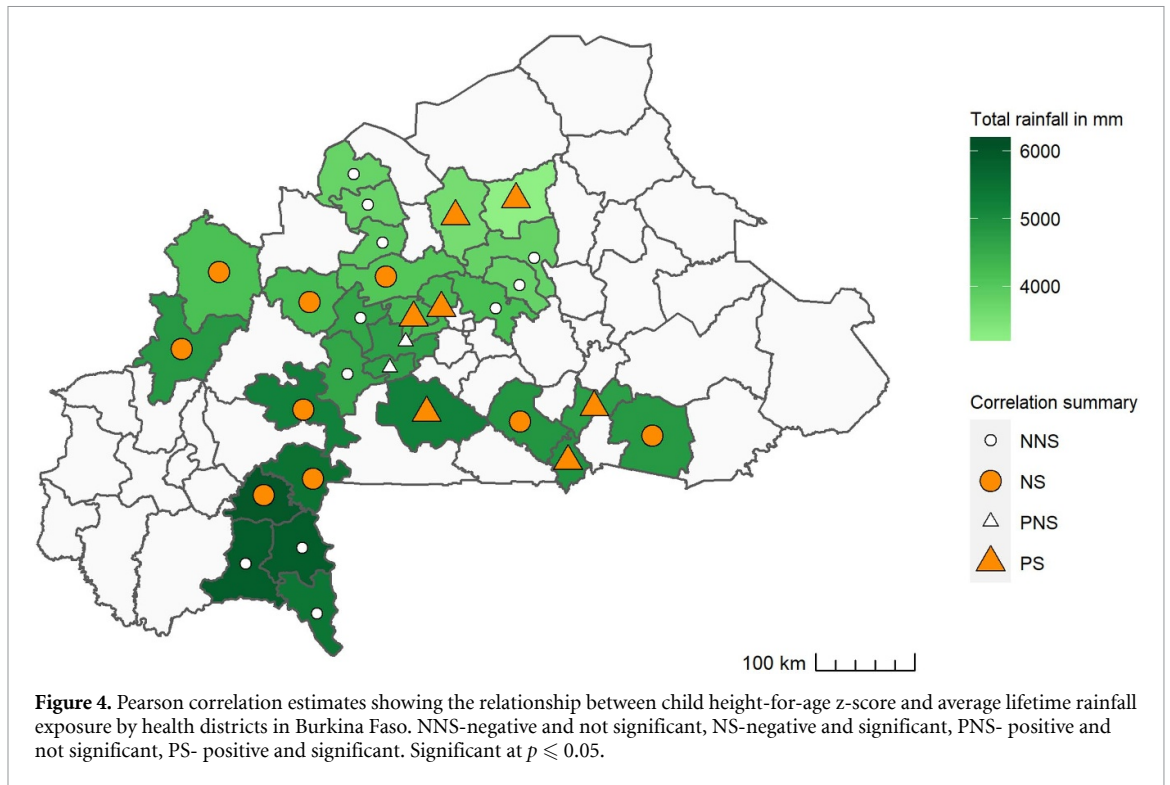 Total rainfall in mm
6000
5000
4000
Correlation summary
NNS
NS
PNS
PS
100 km
Figure 4. Pearson correlation estimates showing the relationship between child height-for-age z-score and average lifetime rainfall
exposure by health districts in Burkina Faso. NNS-negative and not significant, NS-negative and significant, PNS- positive and
not significant, PS- positive and significant. Significant at p ⩽ 0.05.